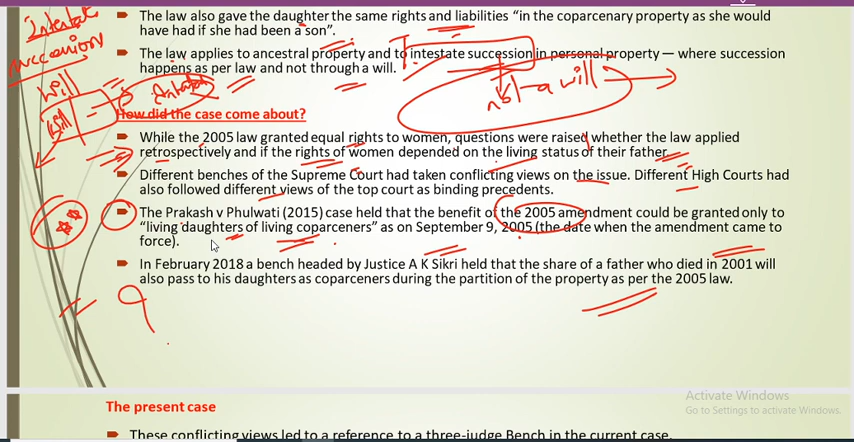 The law also gave the daughter the same rights and liabilities “in the coparcenary property as she would
have had if she had been a son”.
The law applies to ancestral property and to intestate succession in personal property — where succession
happens as per law and not through a will.
Intestate
succession
will
will =
not - a will
How did the case come about?
While the 2005 law granted equal rights to women, questions were raised whether the law applied
retrospectively and if the rights of women depended on the living status of their father.
Different benches of the Supreme Court had taken conflicting views on the issue. Different High Courts had
also followed different views of the top court as binding precedents.
The Prakash v Phulwati (2015) case held that the benefit of the 2005 amendment could be granted only to
“living daughters of living coparceners” as on September 9, 2005 (the date when the amendment came to
force).
In February 2018 a bench headed by Justice A K Sikri held that the share of a father who died in 2001 will
also pass to his daughters as coparceners during the partition of the property as per the 2005 law.
Activate Windows
Go to Settings to activate Windows.
The present case
These conflicting views led to a reference to a three-judge Bench in the current case.